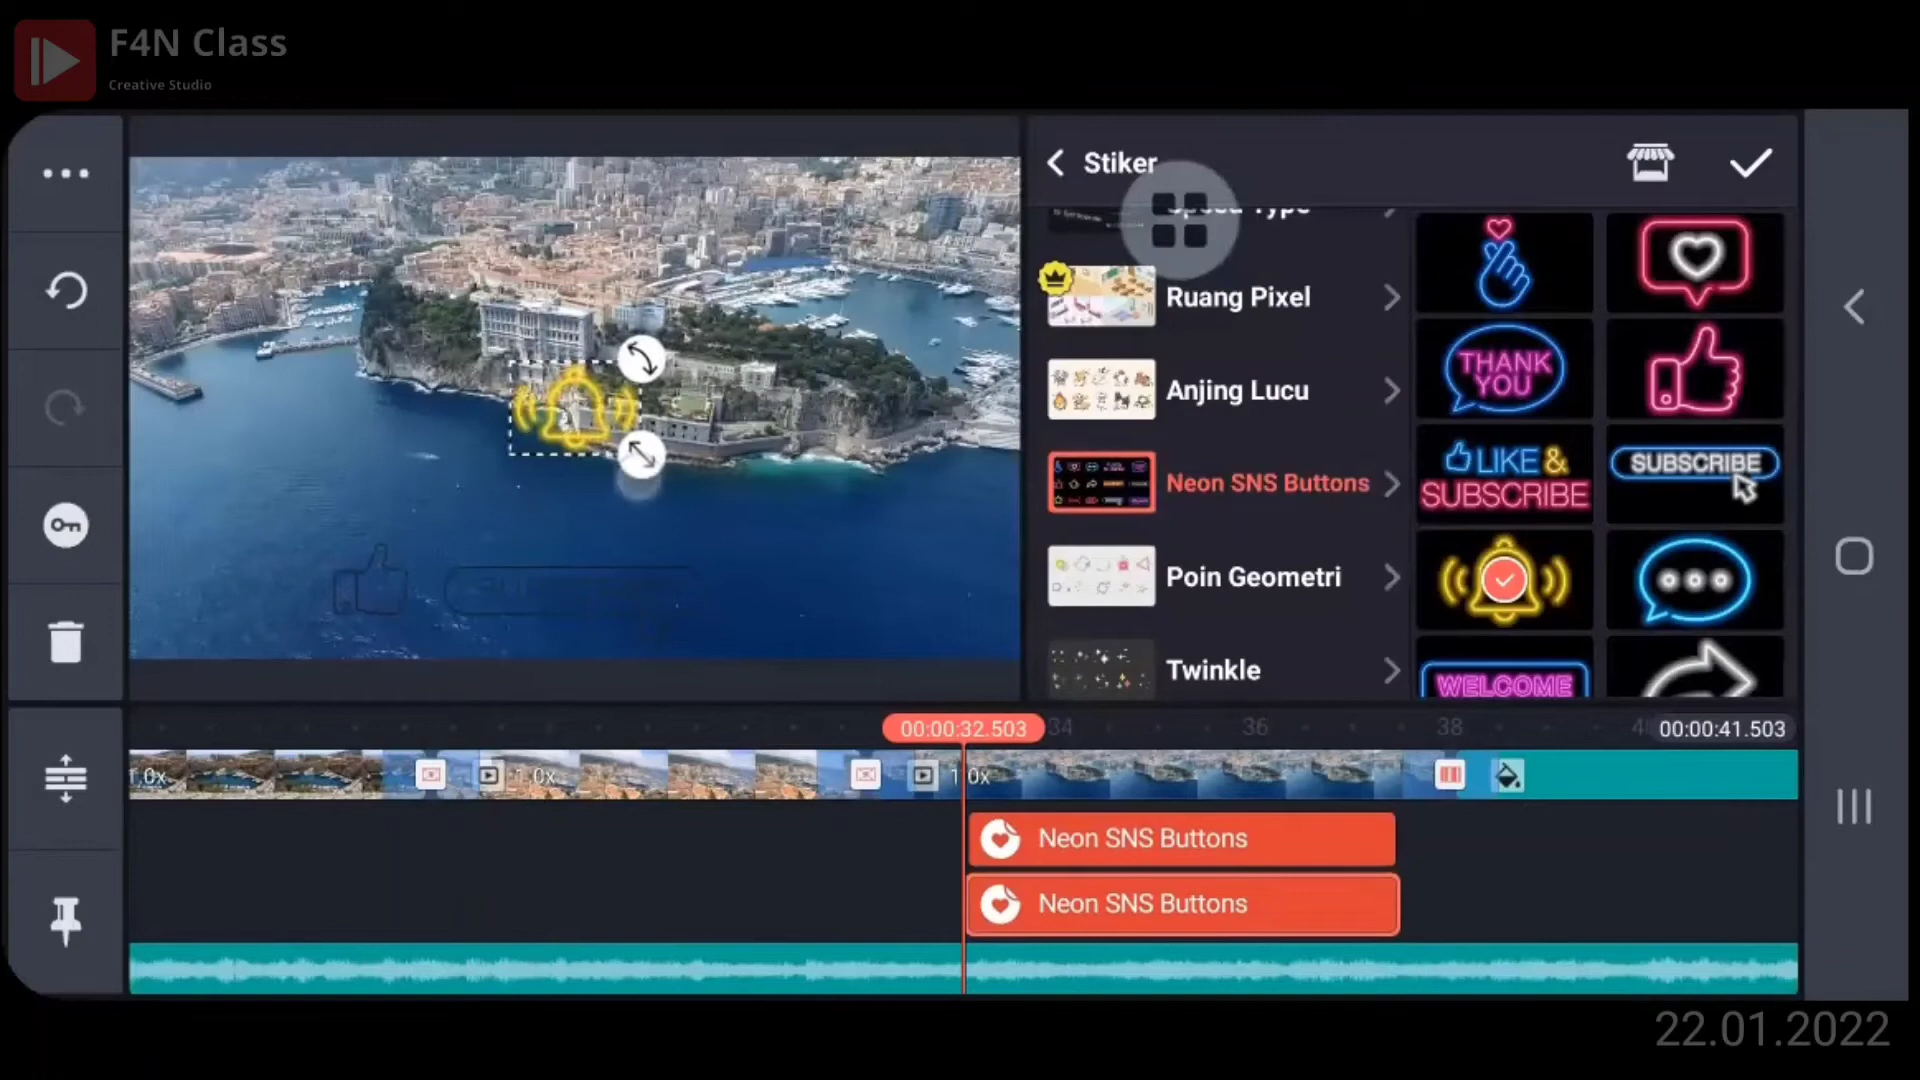 F4N Class
Creative Studio
Stiker
Speed Type
Ruang Pixel
Anjing Lucu
Neon SNS Buttons
Poin Geometri
Twinkle
THANK YOU
LIKE &
SUBSCRIBE
SUBSCRIBE
WELCOME
00:00:32.503
34
36
38
00:00:41.503
1.0x
1.0x
1.0x
Neon SNS Buttons
Neon SNS Buttons
22.01.2022